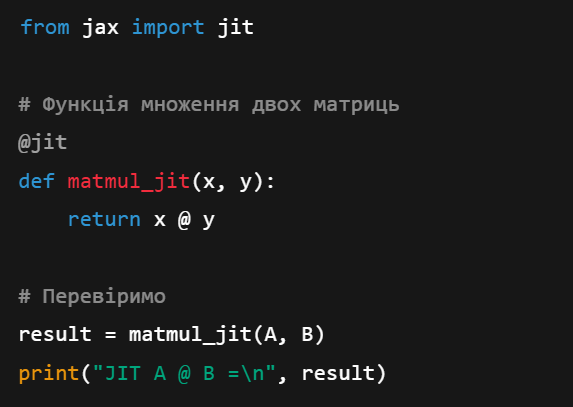 from jax import jit
# Функція множення двох матриць
@jit
def matmul_jit(x, y):
    return x @ y
# Перевіримо
result = matmul_jit(A, B)
print("JIT A @ B =\n", result)